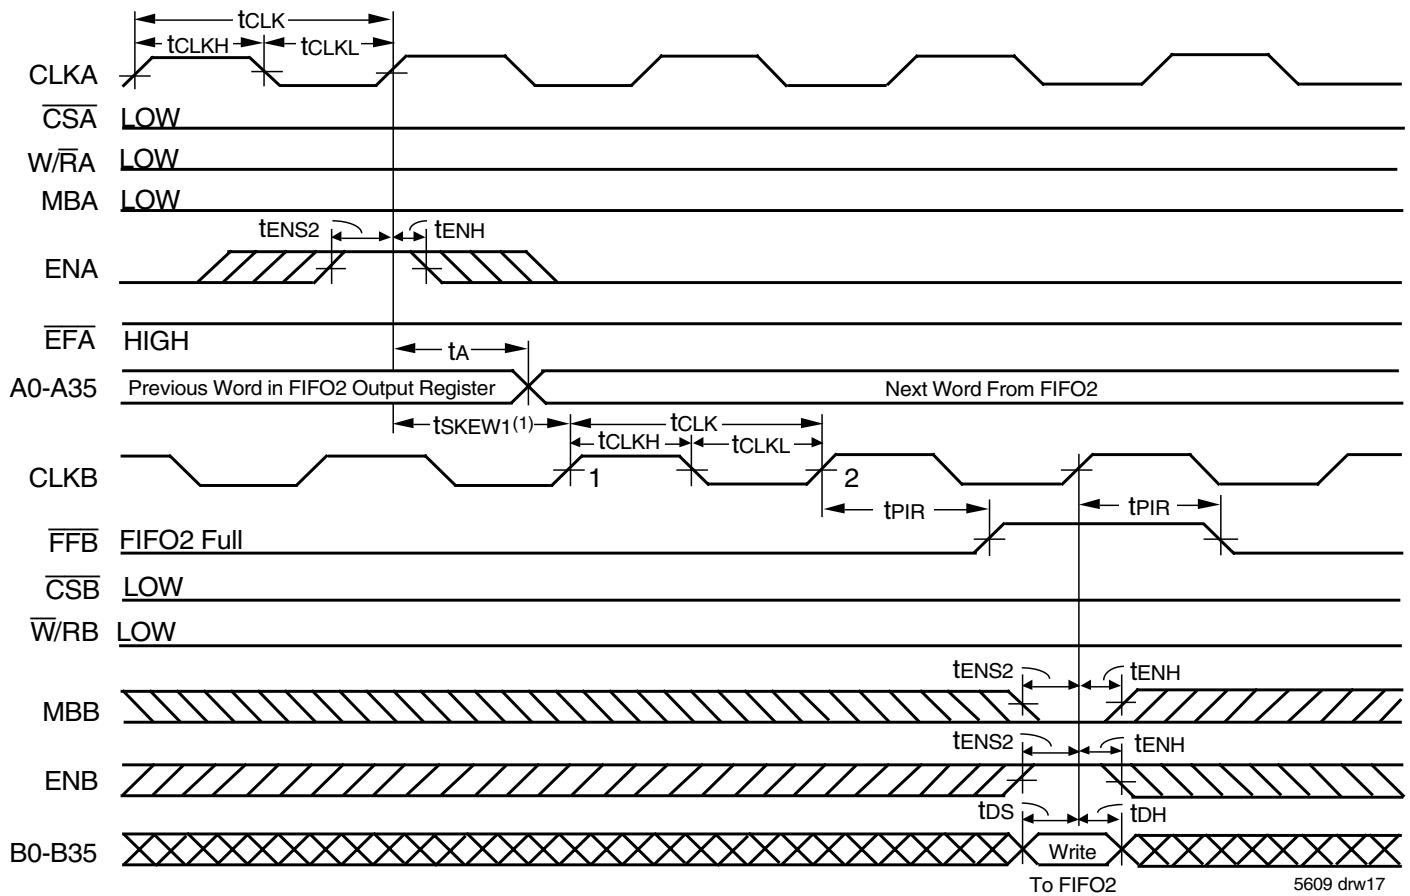 tCLK
tCLKH tCLKL
CLKA
CSA LOW
W/RA LOW
MBA LOW
tENS2 tENH
ENA
EFA HIGH
tA
A0-A35 Previous Word in FIFO2 Output Register Next Word From FIFO2
tSKEW1(1) tCLK
tCLKH tCLKL
CLKB 1 2
tPIR tPIR
FFB FIFO2 Full
CSB LOW
W/RB LOW
tENS2 tENH
MBB
tENS2 tENH
ENB
tDS tDH
B0-B35 Write
To FIFO2 5609 drw17